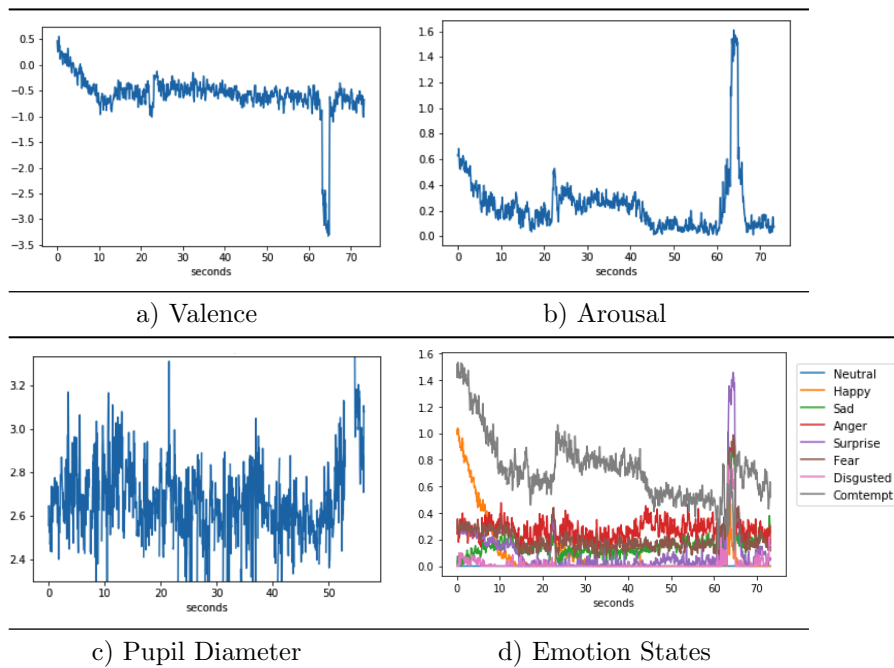 0.5
0.0
−0.5
−1.0
−1.5
−2.0
−2.5
−3.0
−3.5
0 10 20 30 40 50 60 70
seconds
1.6
1.4
1.2
1.0
0.8
0.6
0.4
0.2
0.0
0 10 20 30 40 50 60 70
seconds
a) Valence
b) Arousal
3.2
3.0
2.8
2.6
2.4
0 10 20 30 40 50
seconds
1.6
1.4
1.2
1.0
0.8
0.6
0.4
0.2
0.0
0 10 20 30 40 50 60 70
seconds
Neutral
Happy
Sad
Anger
Surprise
Fear
Disgusted
Comtempt
c) Pupil Diameter
d) Emotion States